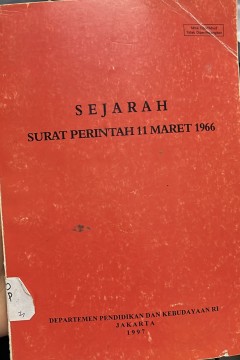 SEJARAH
SURAT PERINTAH 11 MARET 1966
DEPARTEMEN PENDIDIKAN DAN KEBUDAYAAN RI
JAKARTA
1997